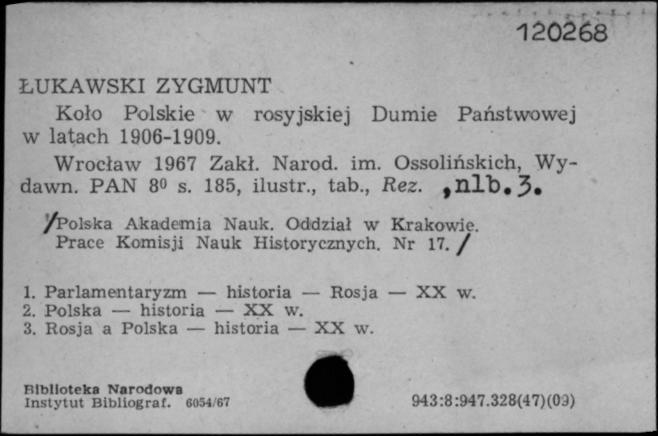 120268
ŁUKAWSKI ZYGMUNT
Koło Polskie w rosyjskiej Dumie Państwowej
w latach 1906-1909.
Wrocław 1967 Zakł. Narod. im. Ossolińskich, Wy-
dawn. PAN 8⁰ s. 185, ilustr., tab., Rez. , nlb. 3.
/Polska Akademia Nauk. Oddział w Krakowie.
Prace Komisji Nauk Historycznych. Nr 17. /
1. Parlamentaryzm — historia — Rosja — XX w.
2. Polska — historia — XX w.
3. Rosja a Polska — historia — XX w.
Biblioteka Narodowa
Instytut Bibliograf. 6054/67
943:8:947.328(47)(09)